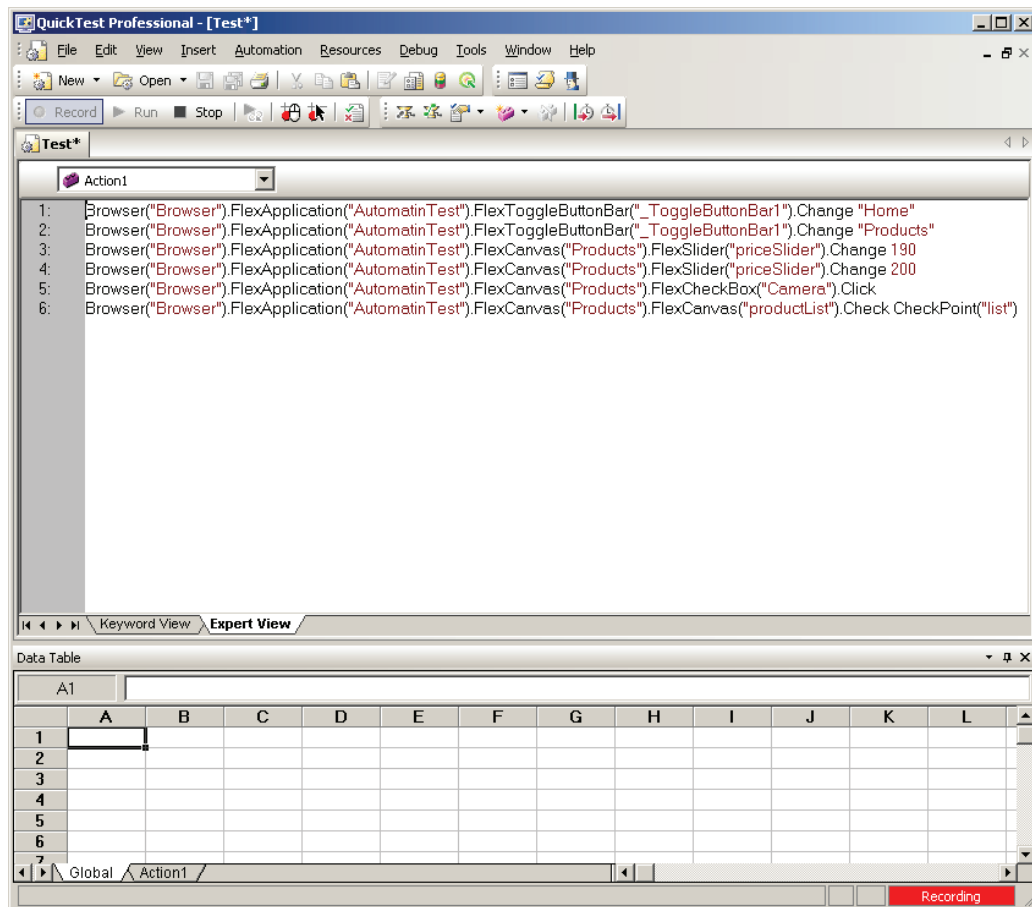 QuickTest Professional - [Test*]
File Edit View Insert Automation Resources Debug Tools Window Help
New Open
Record Run Stop
Test*
Action1
1: Browser("Browser").FlexApplication("AutomatinTest").FlexToggleButtonBar("_ToggleButtonBar1").Change "Home"
2: Browser("Browser").FlexApplication("AutomatinTest").FlexToggleButtonBar("_ToggleButtonBar1").Change "Products"
3: Browser("Browser").FlexApplication("AutomatinTest").FlexCanvas("Products").FlexSlider("priceSlider").Change 190
4: Browser("Browser").FlexApplication("AutomatinTest").FlexCanvas("Products").FlexSlider("priceSlider").Change 200
5: Browser("Browser").FlexApplication("AutomatinTest").FlexCanvas("Products").FlexCheckBox("Camera").Click
6: Browser("Browser").FlexApplication("AutomatinTest").FlexCanvas("Products").FlexCanvas("productList").Check CheckPoint("list")
Keyword View Expert View
Data Table
A1
A B C D E F G H I J K L
1
2
3
4
5
6
7
Global Action1
Recording